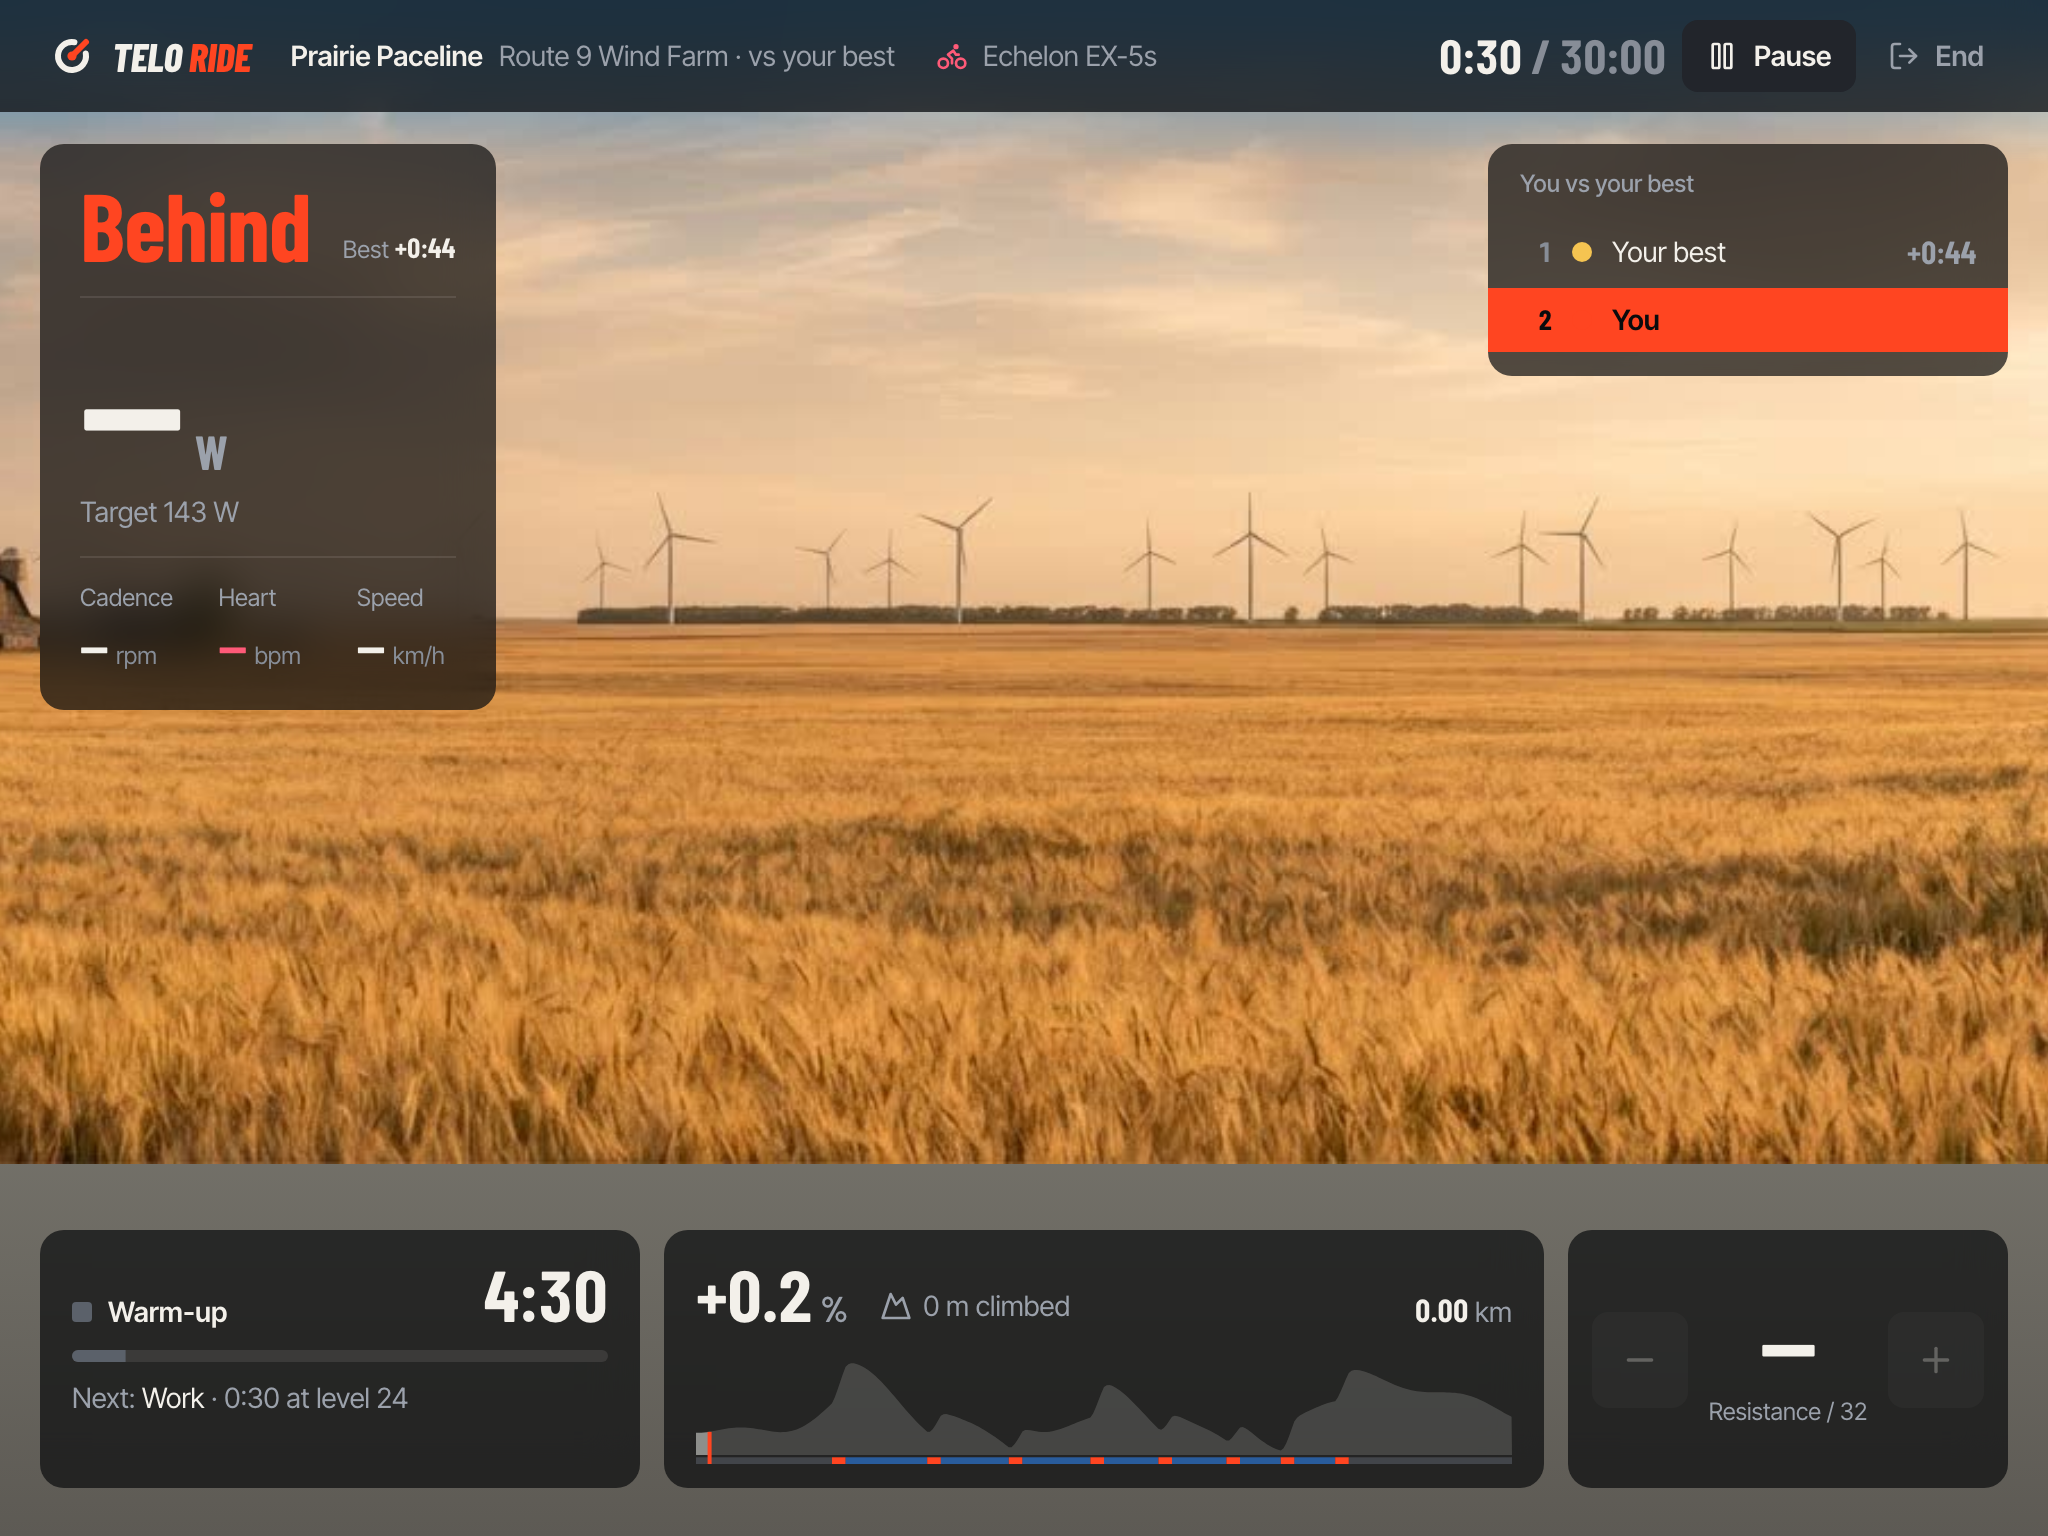 TELO RIDE Prairie Paceline Route 9 Wind Farm · vs your best Echelon EX-5s 0:30 / 30:00 Pause End
Behind Best +0:44
— W
Target 143 W
Cadence Heart Speed
— rpm — bpm — km/h
You vs your best
1 Your best +0:44
2 You
Warm-up 4:30
Next: Work · 0:30 at level 24
+0.2 % 0 m climbed 0.00 km
− — +
Resistance / 32